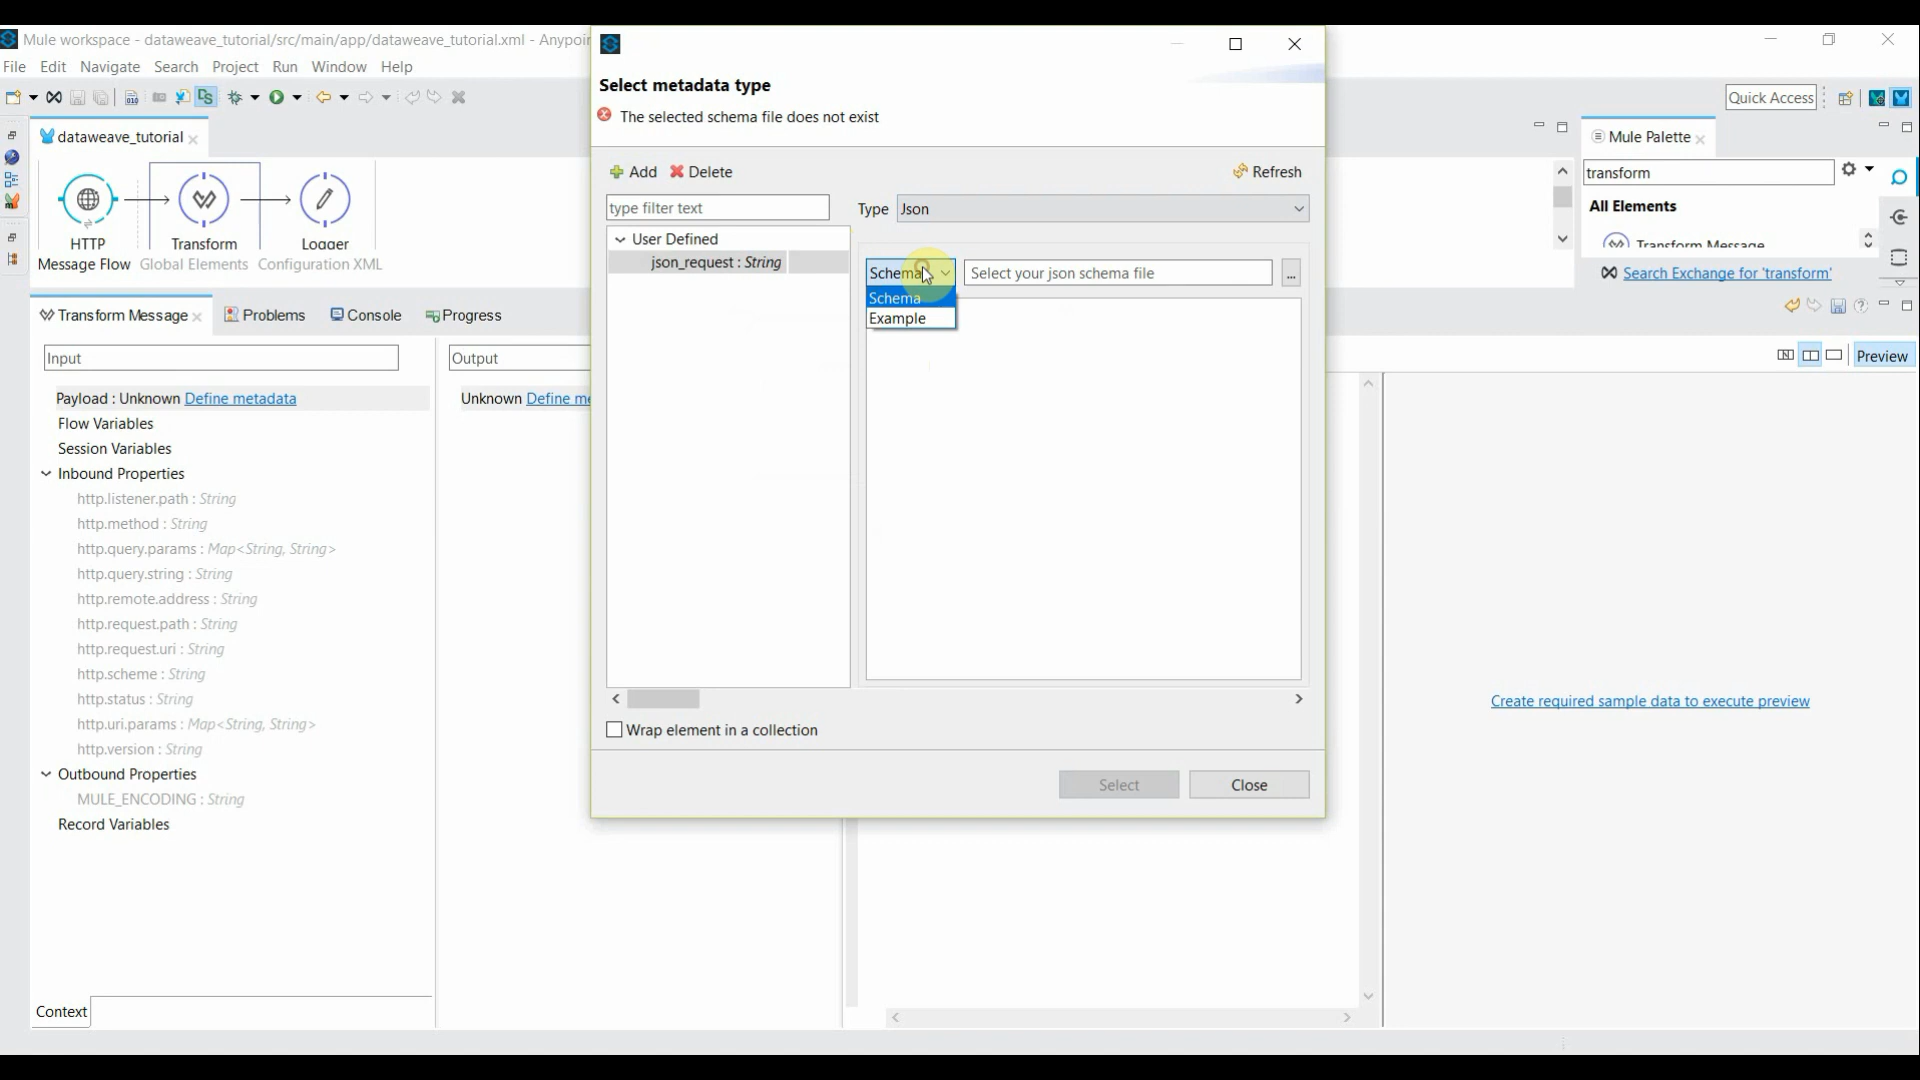 Mule workspace - dataweave_tutorial/src/main/app/dataweave_tutorial.xml - Anypoin
File Edit Navigate Search Project Run Window Help
Quick Access
dataweave_tutorial
HTTP
Transform
Logger
Message Flow Global Elements Configuration XML
Mule Palette
transform
All Elements
Transform Message
Search Exchange for 'transform'
Transform Message Problems Console Progress
Input
Payload : Unknown Define metadata
Flow Variables
Session Variables
Inbound Properties
http.listener.path : String
http.method : String
http.query.params : Map<String, String>
http.query.string : String
http.remote.address : String
http.request.path : String
http.request.uri : String
http.scheme : String
http.status : String
http.uri.params : Map<String, String>
http.version : String
Outbound Properties
MULE_ENCODING : String
Record Variables
Context
Output
Unknown Define me
Preview
Create required sample data to execute preview
Select metadata type
The selected schema file does not exist
Add Delete
Refresh
type filter text
Type Json
User Defined
json_request : String
Schema
Select your json schema file
...
Schema
Example
Wrap element in a collection
Select
Close